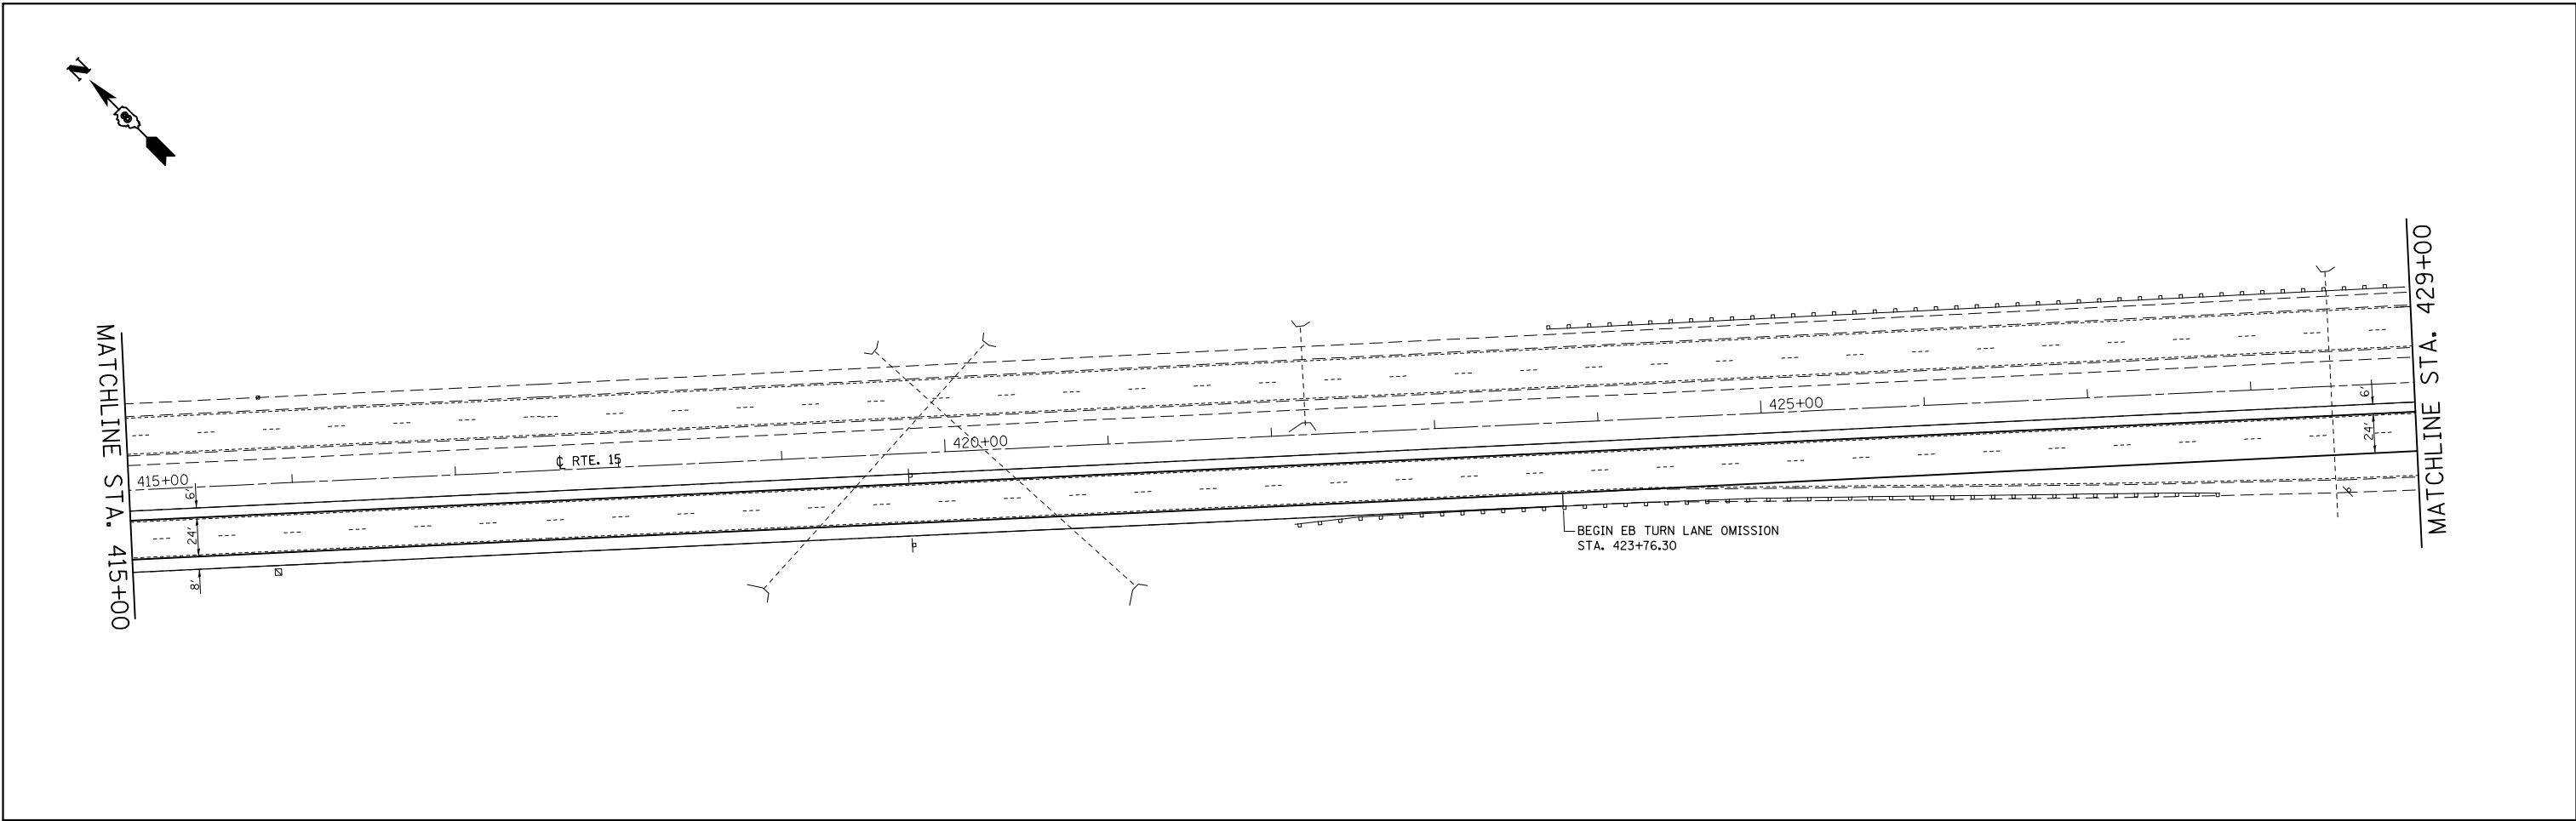 N
MATCHLINE STA. 415+00
415+00
6'
24'
8'
℄ RTE. 15
420+00
425+00
BEGIN EB TURN LANE OMISSION
STA. 423+76.30
6'
24'
MATCHLINE STA. 429+00